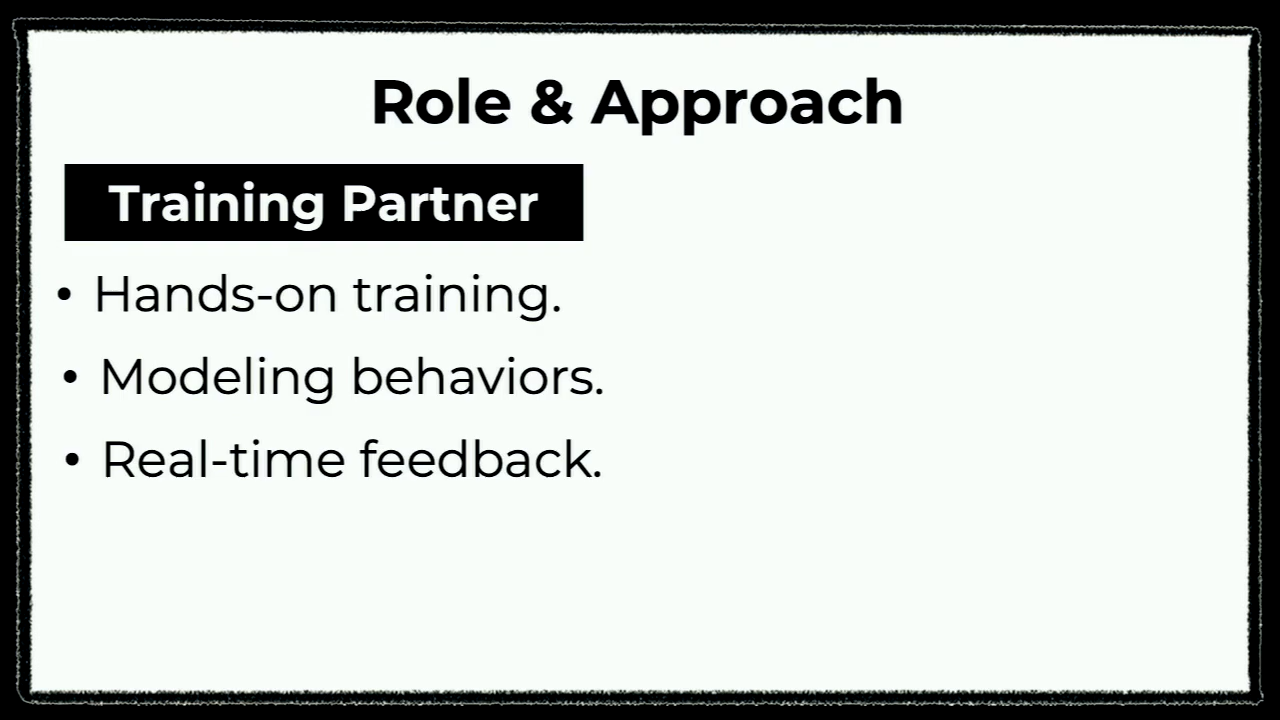 Role & Approach
Training Partner
• Hands-on training.
• Modeling behaviors.
• Real-time feedback.